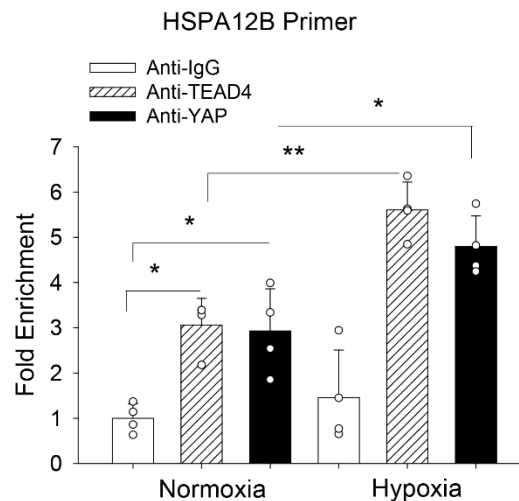 HSPA12B Primer
Anti-IgG
Anti-TEAD4
Anti-YAP
*
**
*
*
Fold Enrichment
7
6
5
4
3
2
1
0
Normoxia Hypoxia